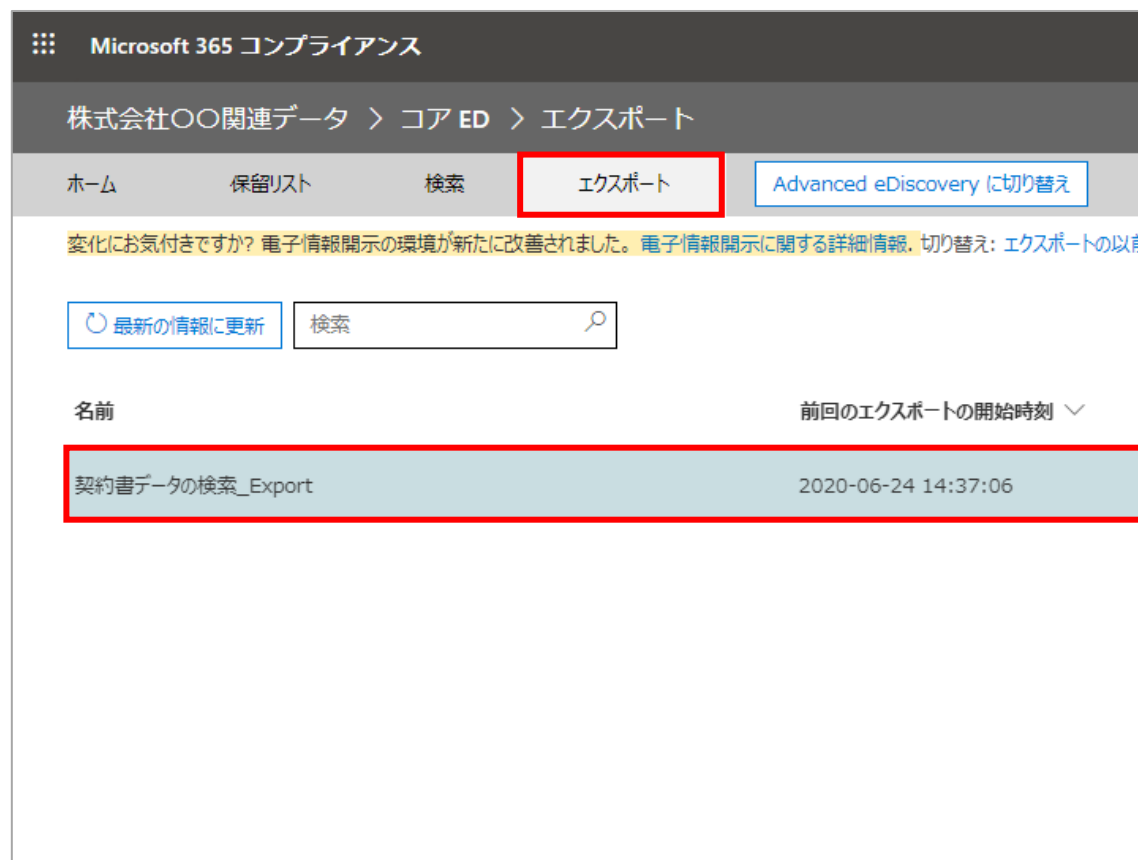 Microsoft 365 コンプライアンス
株式会社〇〇関連データ > コア ED > エクスポート
ホーム 保留リスト 検索 エクスポート Advanced eDiscovery に切り替え
変化にお気付きですか? 電子情報開示の環境が新たに改善されました。電子情報開示に関する詳細情報. 切り替え: エクスポートの以前
最新の情報に更新 検索
名前 前回のエクスポートの開始時刻
契約書データの検索_Export 2020-06-24 14:37:06